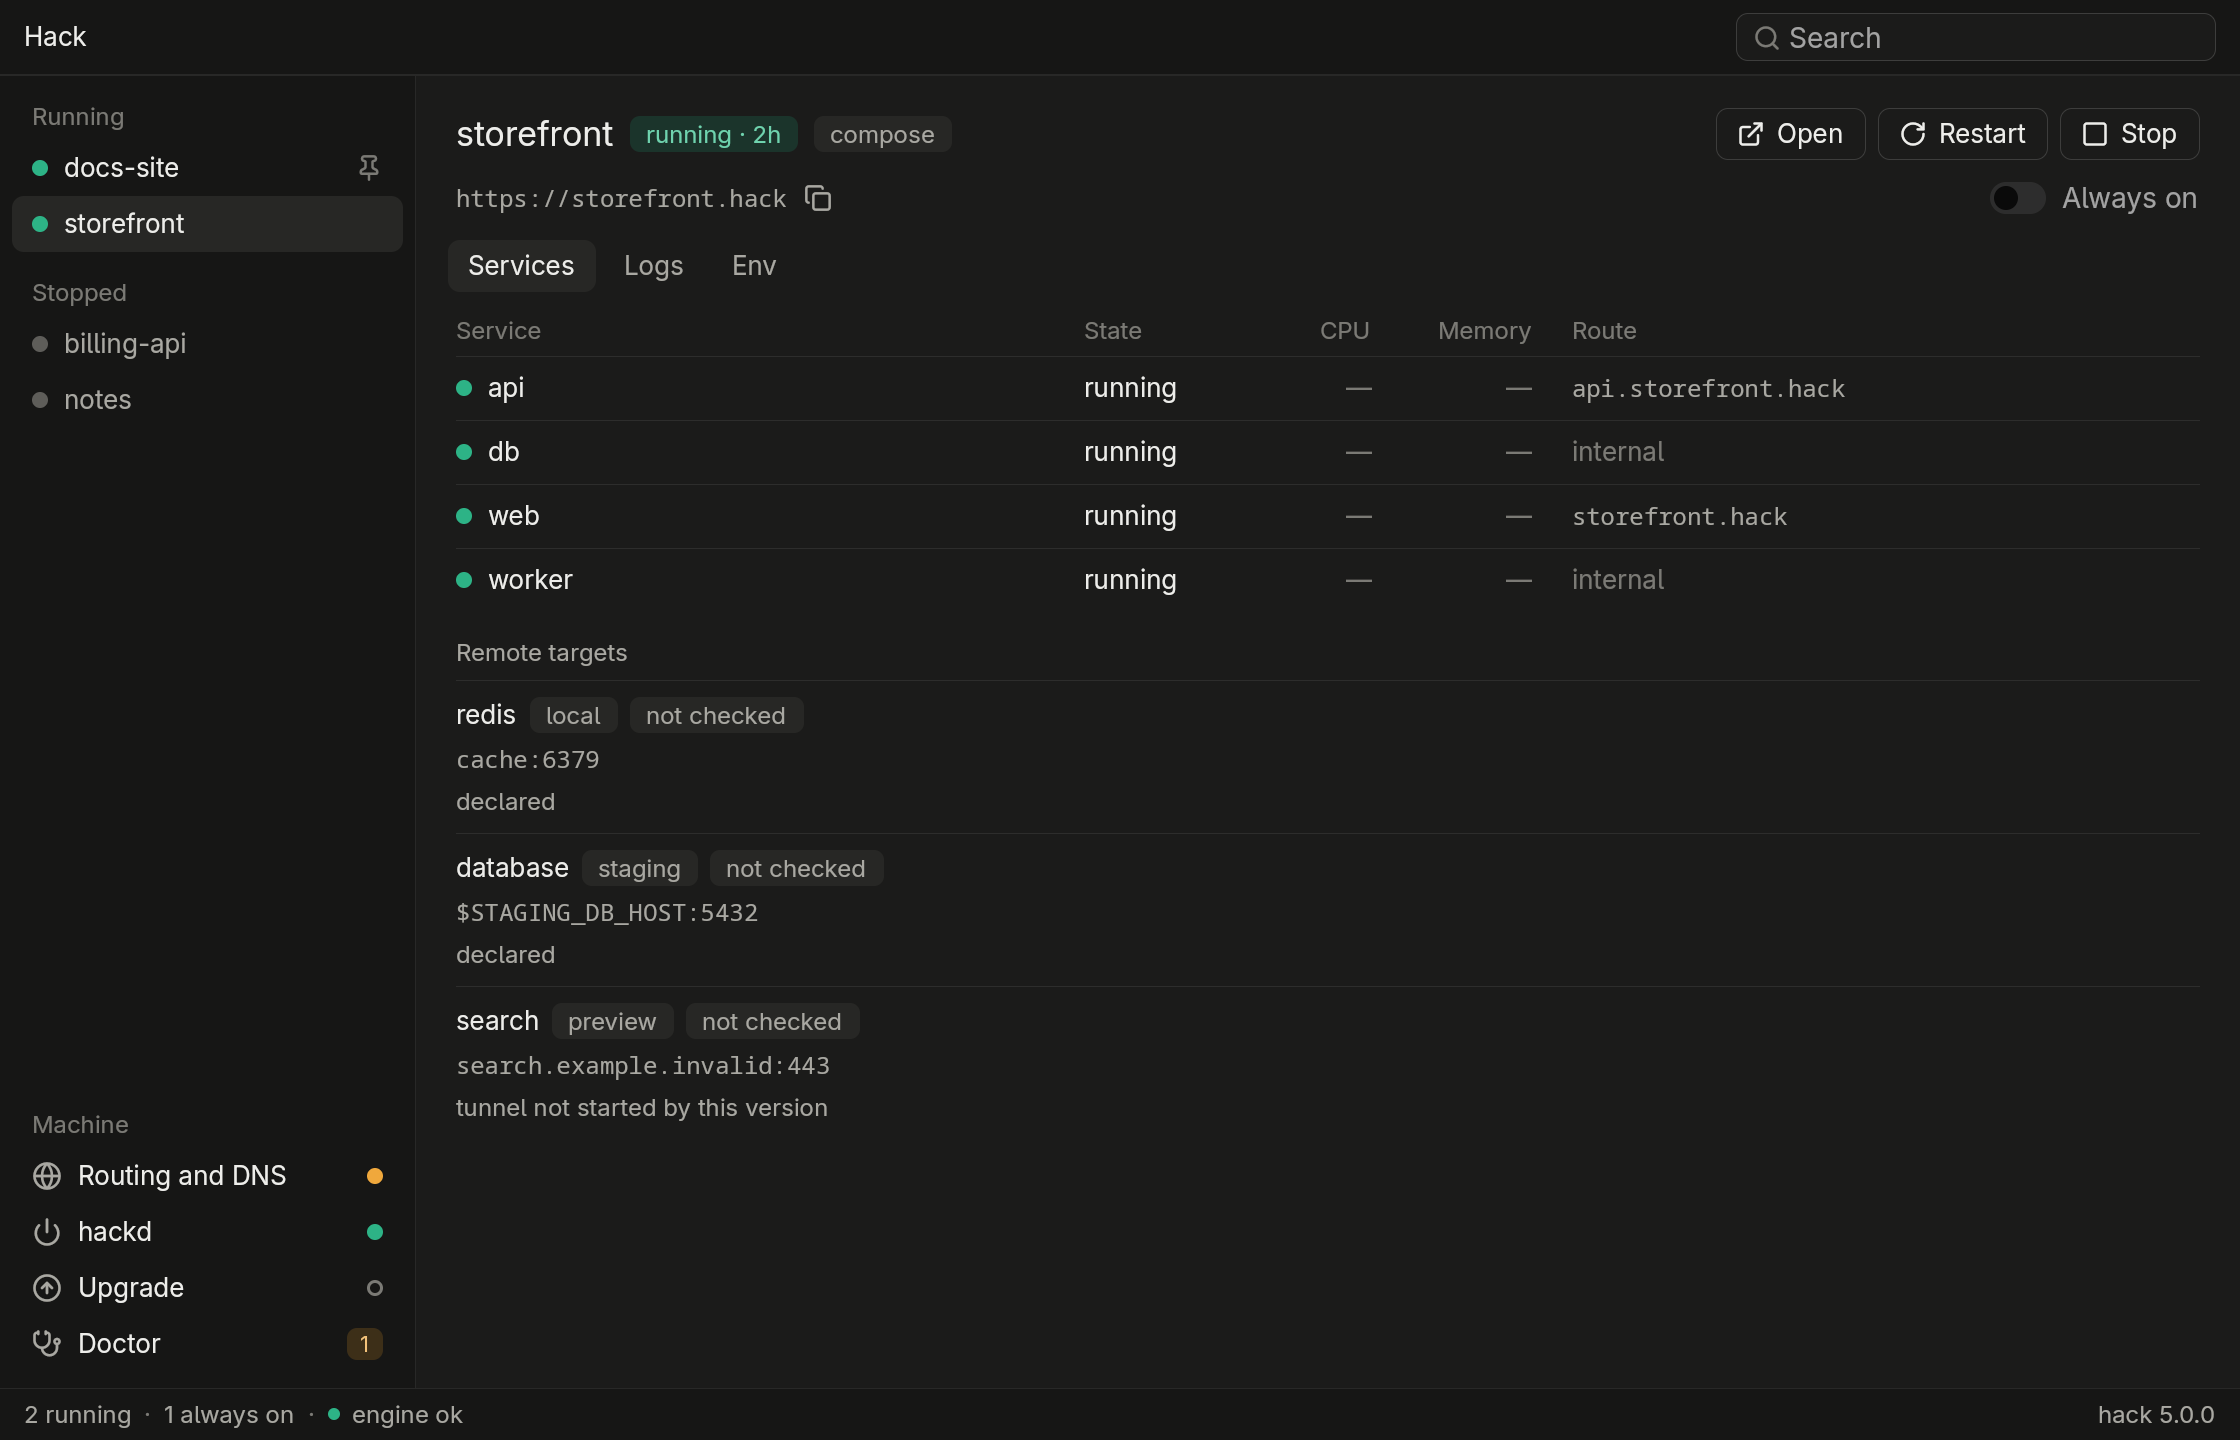 Hack
Search
Running
docs-site
storefront
Stopped
billing-api
notes
Machine
Routing and DNS
hackd
Upgrade
Doctor 1
storefront running · 2h compose
Open Restart Stop
https://storefront.hack
Always on
Services Logs Env
Service State CPU Memory Route
api running — — api.storefront.hack
db running — — internal
web running — — storefront.hack
worker running — — internal
Remote targets
redis local not checked
cache:6379
declared
database staging not checked
$STAGING_DB_HOST:5432
declared
search preview not checked
search.example.invalid:443
tunnel not started by this version
2 running · 1 always on · engine ok
hack 5.0.0